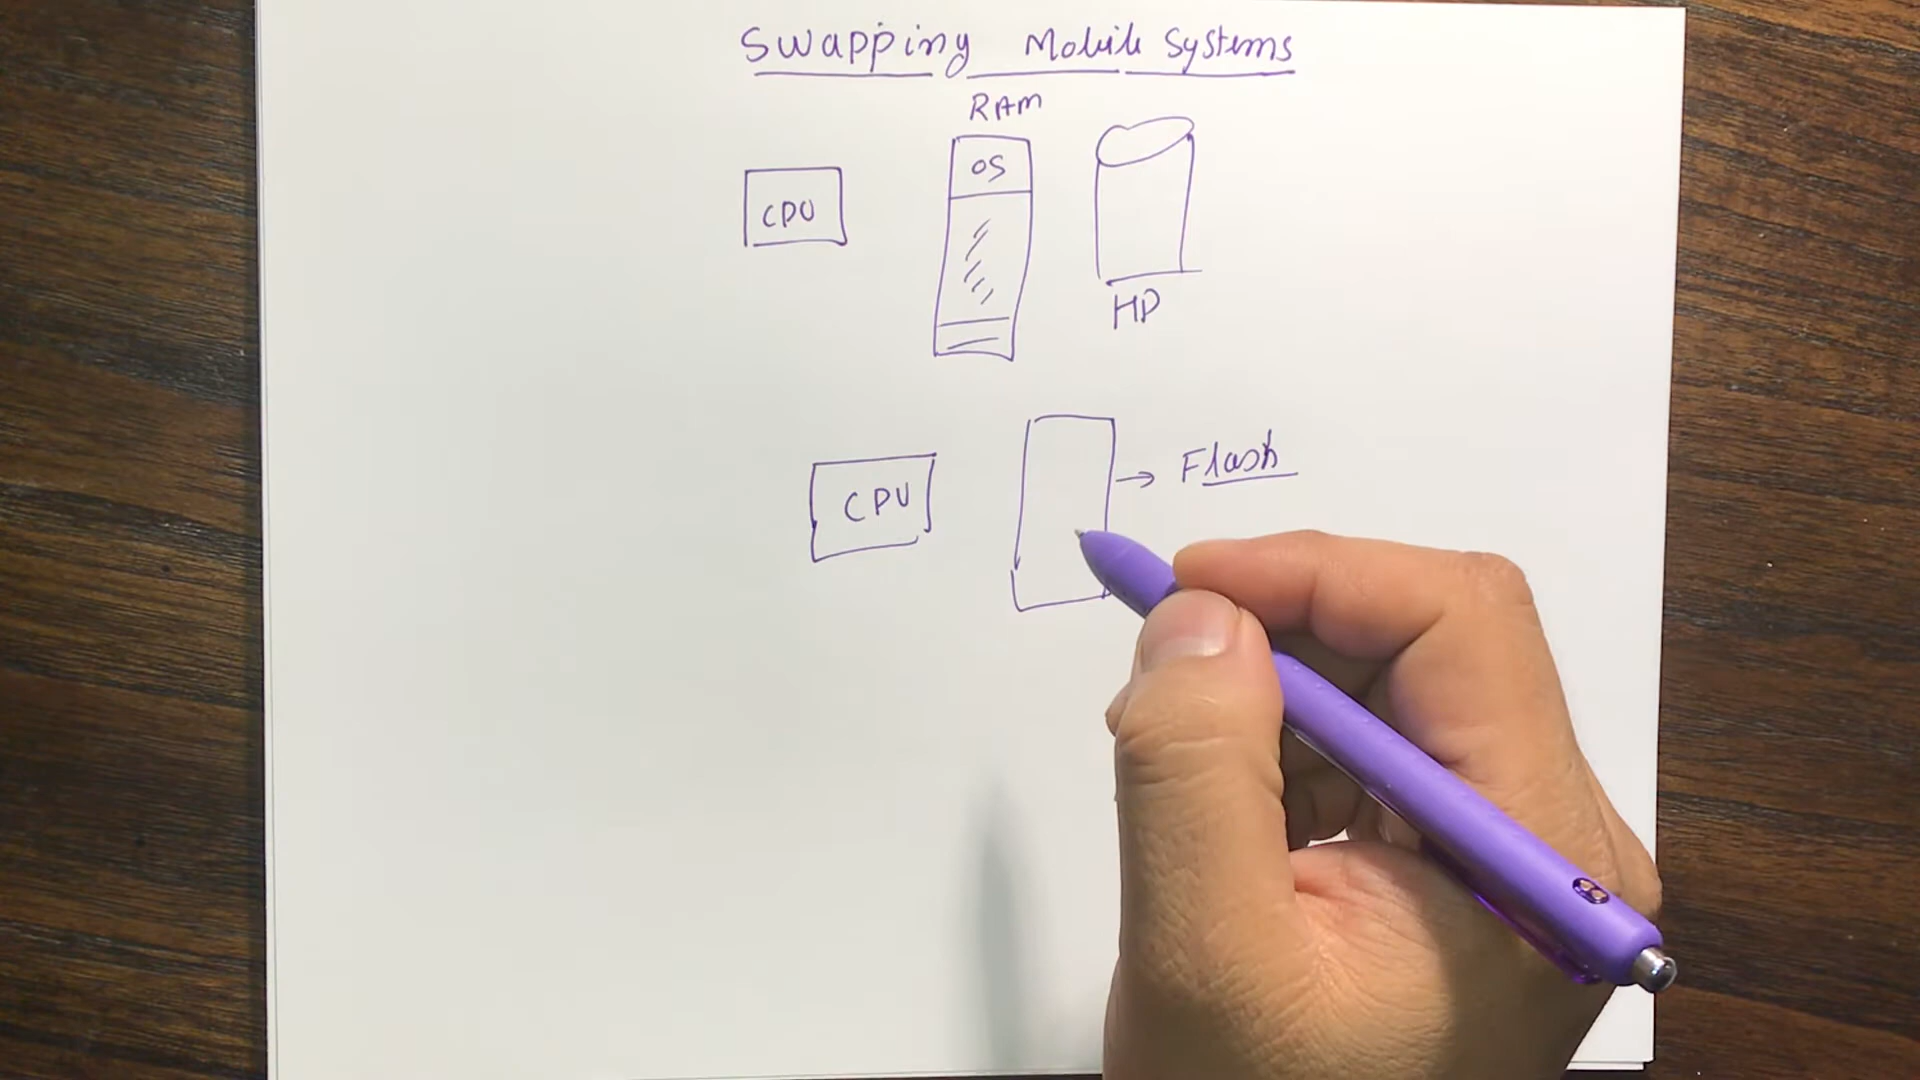 Swapping Mobile Systems
RAM
OS
CPU
HD
CPU
Flash